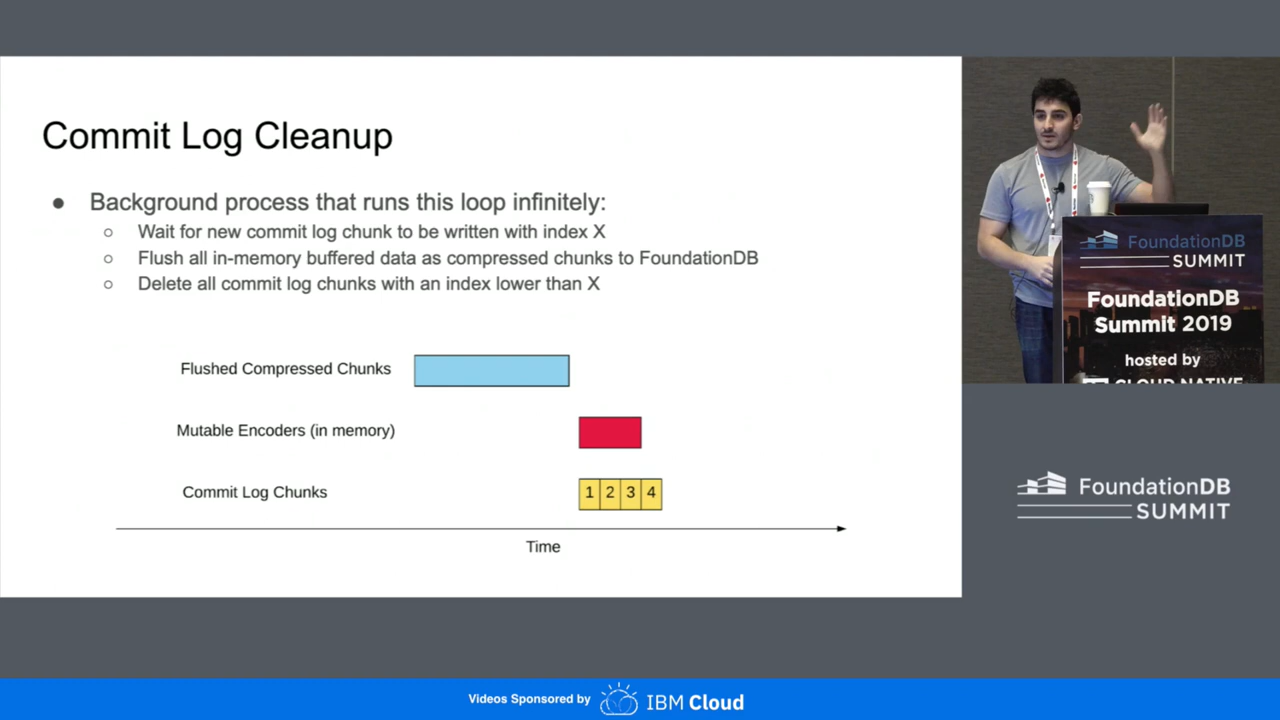 Commit Log Cleanup
● Background process that runs this loop infinitely:
○ Wait for new commit log chunk to be written with index X
○ Flush all in-memory buffered data as compressed chunks to FoundationDB
○ Delete all commit log chunks with an index lower than X
Flushed Compressed Chunks
Mutable Encoders (in memory)
Commit Log Chunks
1 2 3 4
Time
FoundationDB
SUMMIT
FoundationDB
Summit 2019
hosted by
CLOUD NATIVE
FoundationDB
SUMMIT
Videos Sponsored by IBM Cloud